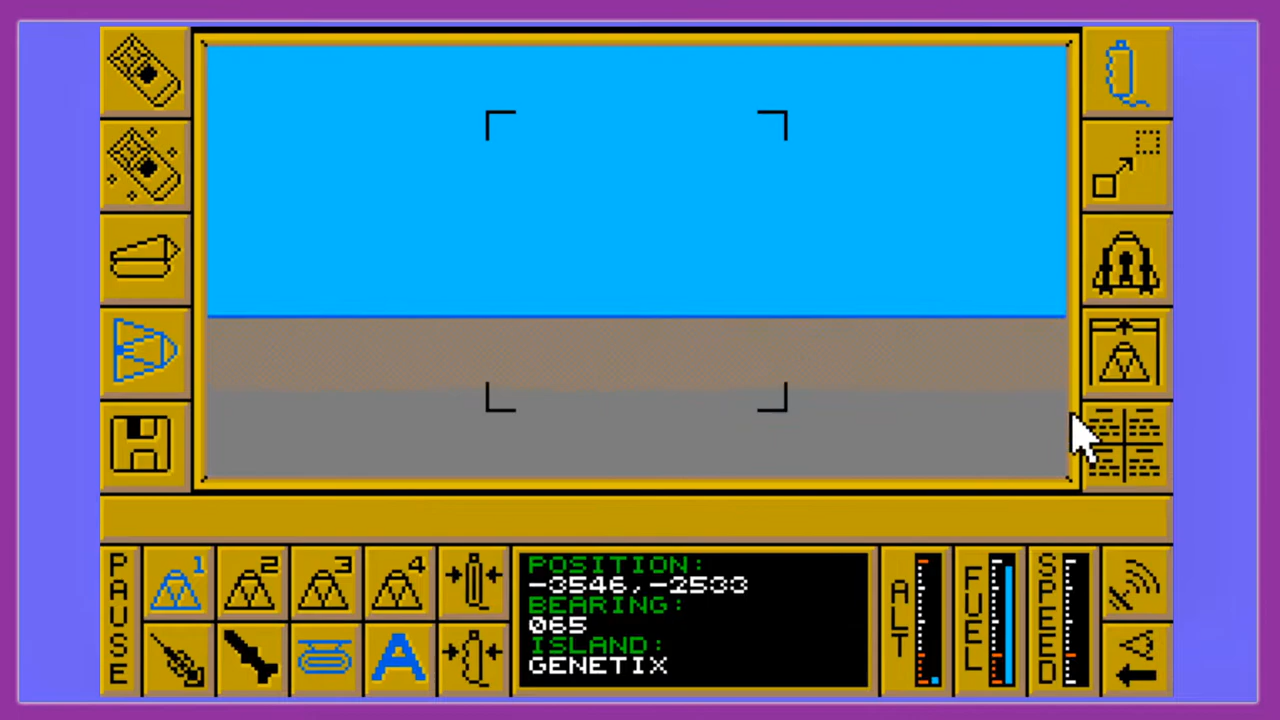 PAUSE
1
2
3
4
A
POSITION:
-3546,-2533
BEARING:
065
ISLAND:
GENETIX
ALT
FUEL
SPEED